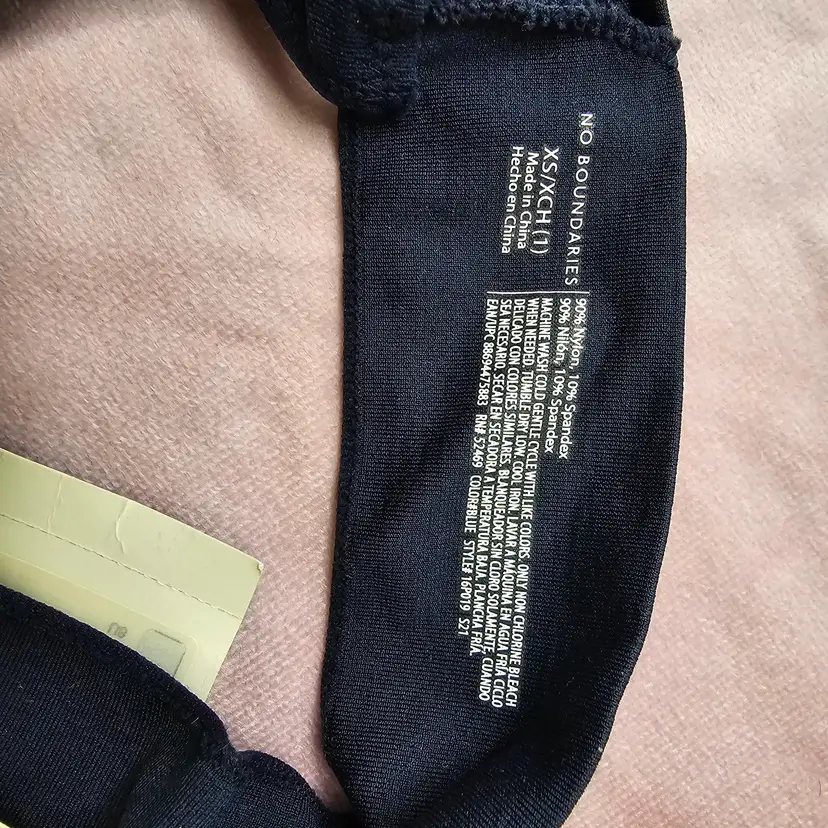 NO BOUNDARIES
XS/XCH (1)
Made in China
Hecho en China
90% Nylon, 10% Spandex
90% Nilón, 10% Spandex
MACHINE WASH COLD GENTLE CYCLE WITH LIKE COLORS. ONLY NON CHLORINE BLEACH
WHEN NEEDED. TUMBLE DRY LOW. COOL IRON. LAVAR A MAQUINA EN AGUA FRIA CICLO
DELICADO CON COLORES SIMILARES. BLANQUEADOR SIN CLORO SOLAMENTE, CUANDO
SEA NECESARIO. SECAR EN SECADORA A TEMPERATURA BAJA. PLANCHA FRIA.
EAN/UPC 88694475883 RN# 52469 COLOR#BLUE STYLE# 16P019 S21